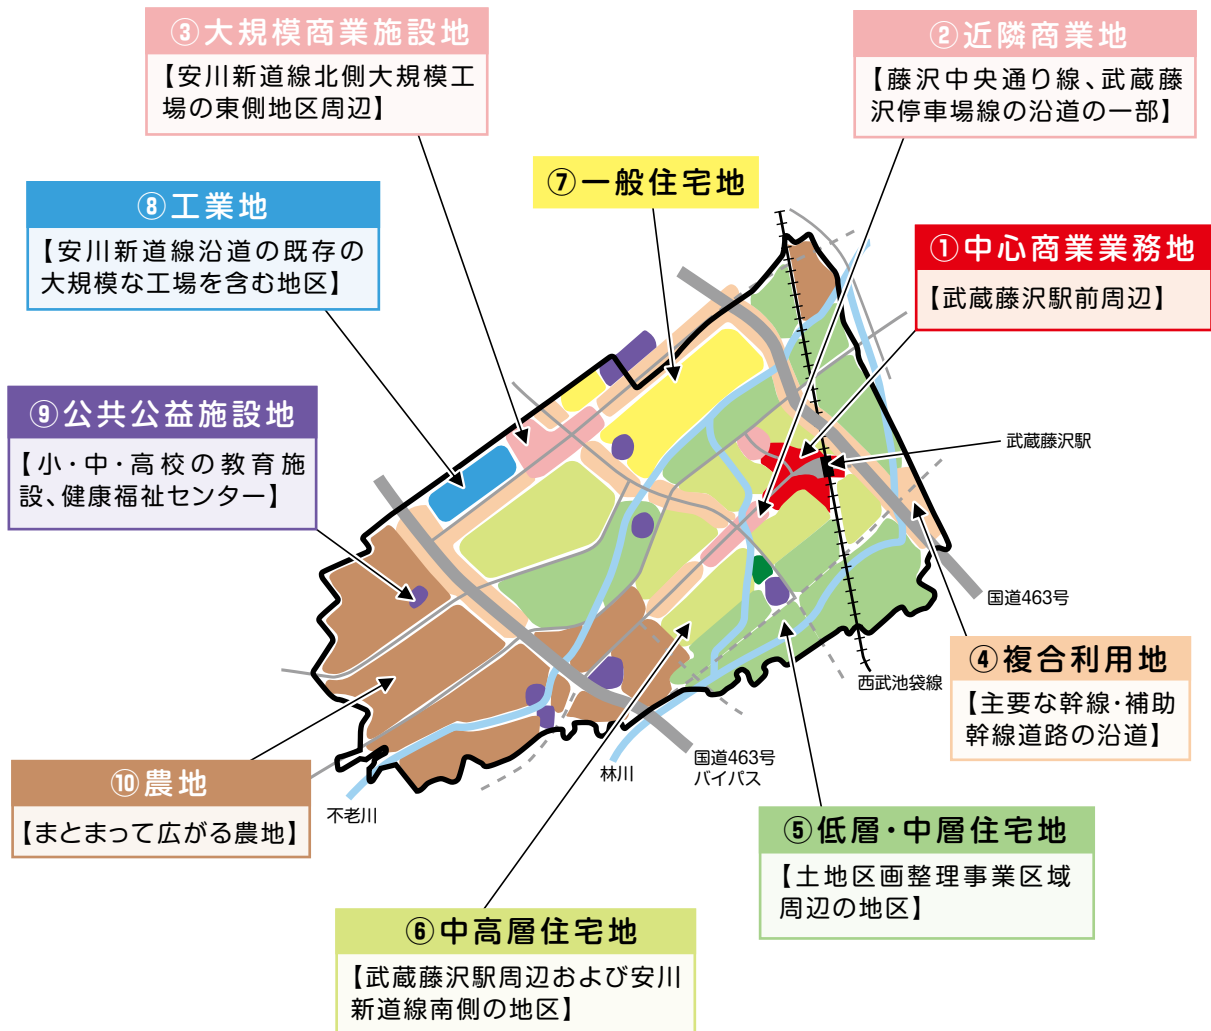 ③大規模商業施設地
【安川新道線北側大規模工
場の東側地区周辺】
②近隣商業地
【藤沢中央通り線、武蔵藤
沢停車場線の沿道の一部】
⑦一般住宅地
⑧工業地
【安川新道線沿道の既存の
大規模な工場を含む地区】
①中心商業業務地
【武蔵藤沢駅前周辺】
⑨公共公益施設地
【小・中・高校の教育施
設、健康福祉センター】
武蔵藤沢駅
国道463号
④複合利用地
【主要な幹線・補助
幹線道路の沿道】
西武池袋線
国道463号
バイパス
林川
不老川
⑩農地
【まとまって広がる農地】
⑤低層・中層住宅地
【土地区画整理事業区域
周辺の地区】
⑥中高層住宅地
【武蔵藤沢駅周辺および安川
新道線南側の地区】